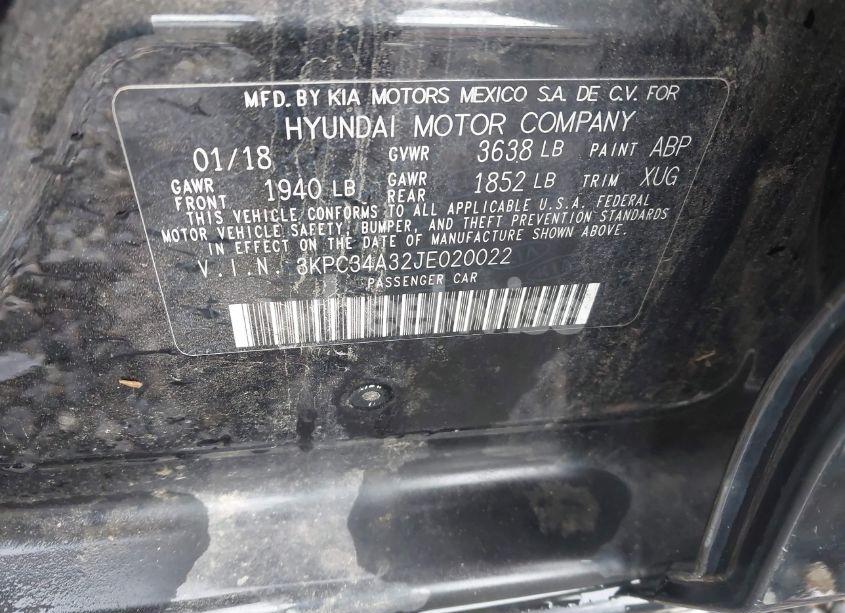 MFD. BY KIA MOTORS MEXICO S.A. DE C.V. FOR
HYUNDAI MOTOR COMPANY
01/18 GVWR 3638 LB PAINT ABP
GAWR FRONT 1940 LB GAWR REAR 1852 LB TRIM XUG
THIS VEHICLE CONFORMS TO ALL APPLICABLE U.S.A. FEDERAL
MOTOR VEHICLE SAFETY, BUMPER, AND THEFT PREVENTION STANDARDS
IN EFFECT ON THE DATE OF MANUFACTURE SHOWN ABOVE.
V.I.N. 3KPC34A32JE020022
PASSENGER CAR